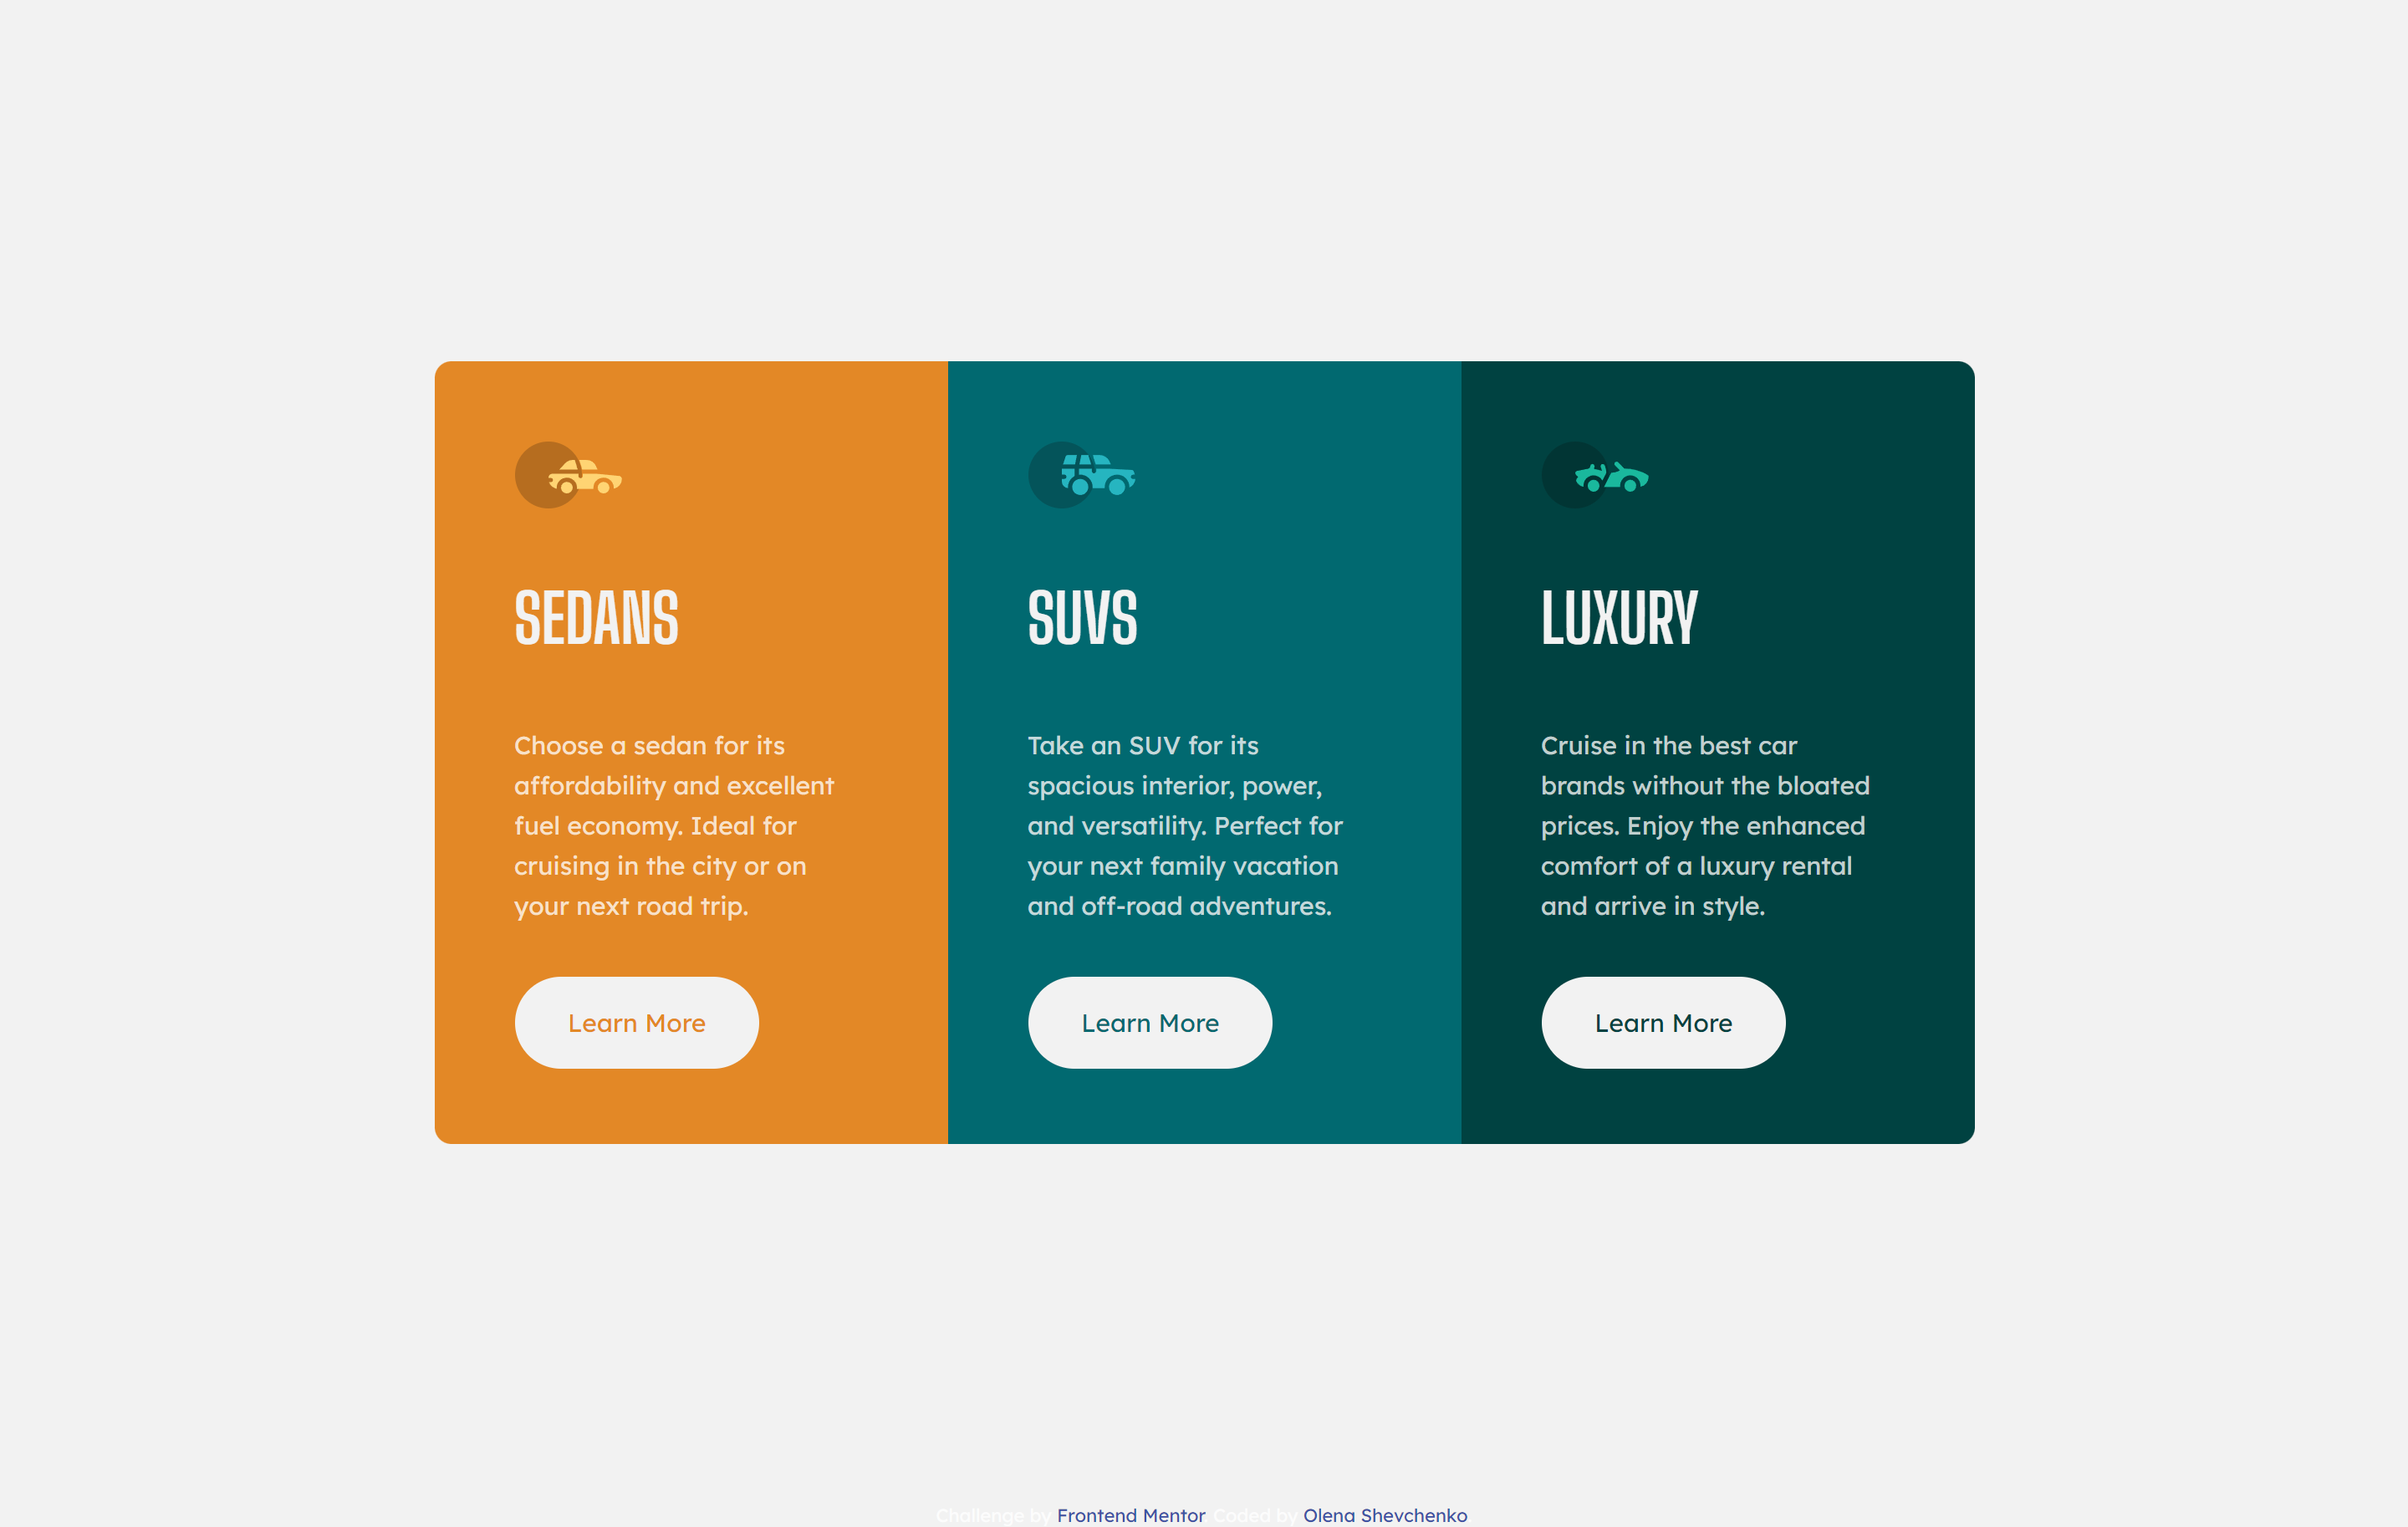 SEDANS
Choose a sedan for its
affordability and excellent
fuel economy. Ideal for
cruising in the city or on
your next road trip.
Learn More
SUVS
Take an SUV for its
spacious interior, power,
and versatility. Perfect for
your next family vacation
and off-road adventures.
Learn More
LUXURY
Cruise in the best car
brands without the bloated
prices. Enjoy the enhanced
comfort of a luxury rental
and arrive in style.
Learn More
Challenge by Frontend Mentor. Coded by Olena Shevchenko